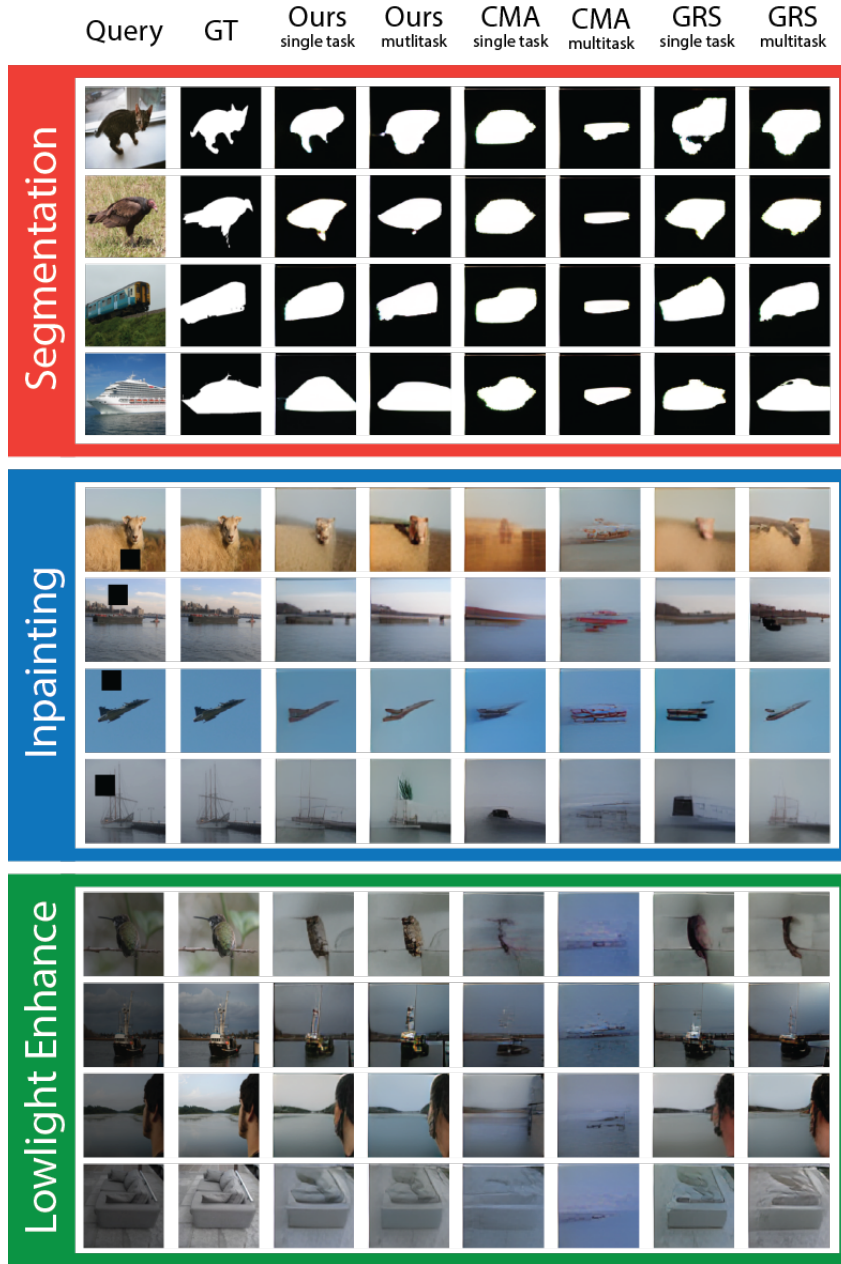 Query
GT
Ours
single task
Ours
mutlitask
CMA
single task
CMA
multitask
GRS
single task
GRS
multitask
Segmentation
Inpainting
Lowlight Enhance